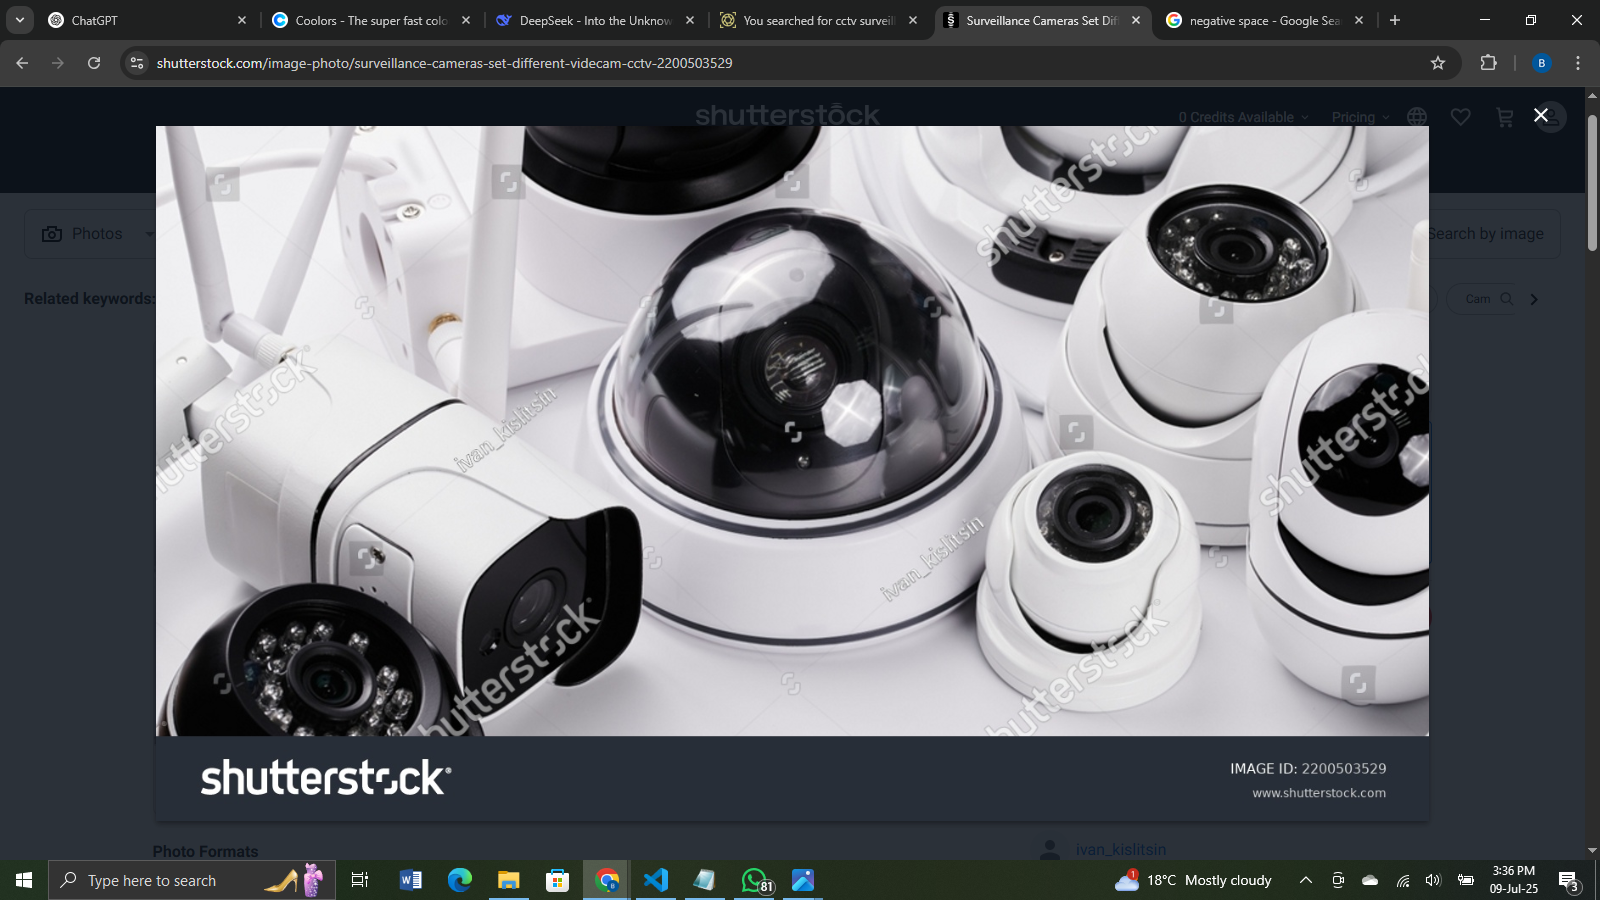 ChatGPT
Coolors - The super fast colo
DeepSeek - Into the Unknow
You searched for cctv surveill
Surveillance Cameras Set Dif
negative space - Google Sea
shutterstock.com/image-photo/surveillance-cameras-set-different-videcam-cctv-2200503529
B
shutterstock
0 Credits Available
Pricing
Photos
Search by image
Related keywords:
Cam
shutterstock
shutterstock
shutterstock
ivan_kislitsin
ivan_kislitsin
shutterstock
shutterstock
shutterstock
IMAGE ID: 2200503529
www.shutterstock.com
Photo Formats
ivan_kislitsin
Type here to search
81
1
18°C Mostly cloudy
3:36 PM
09-Jul-25
3